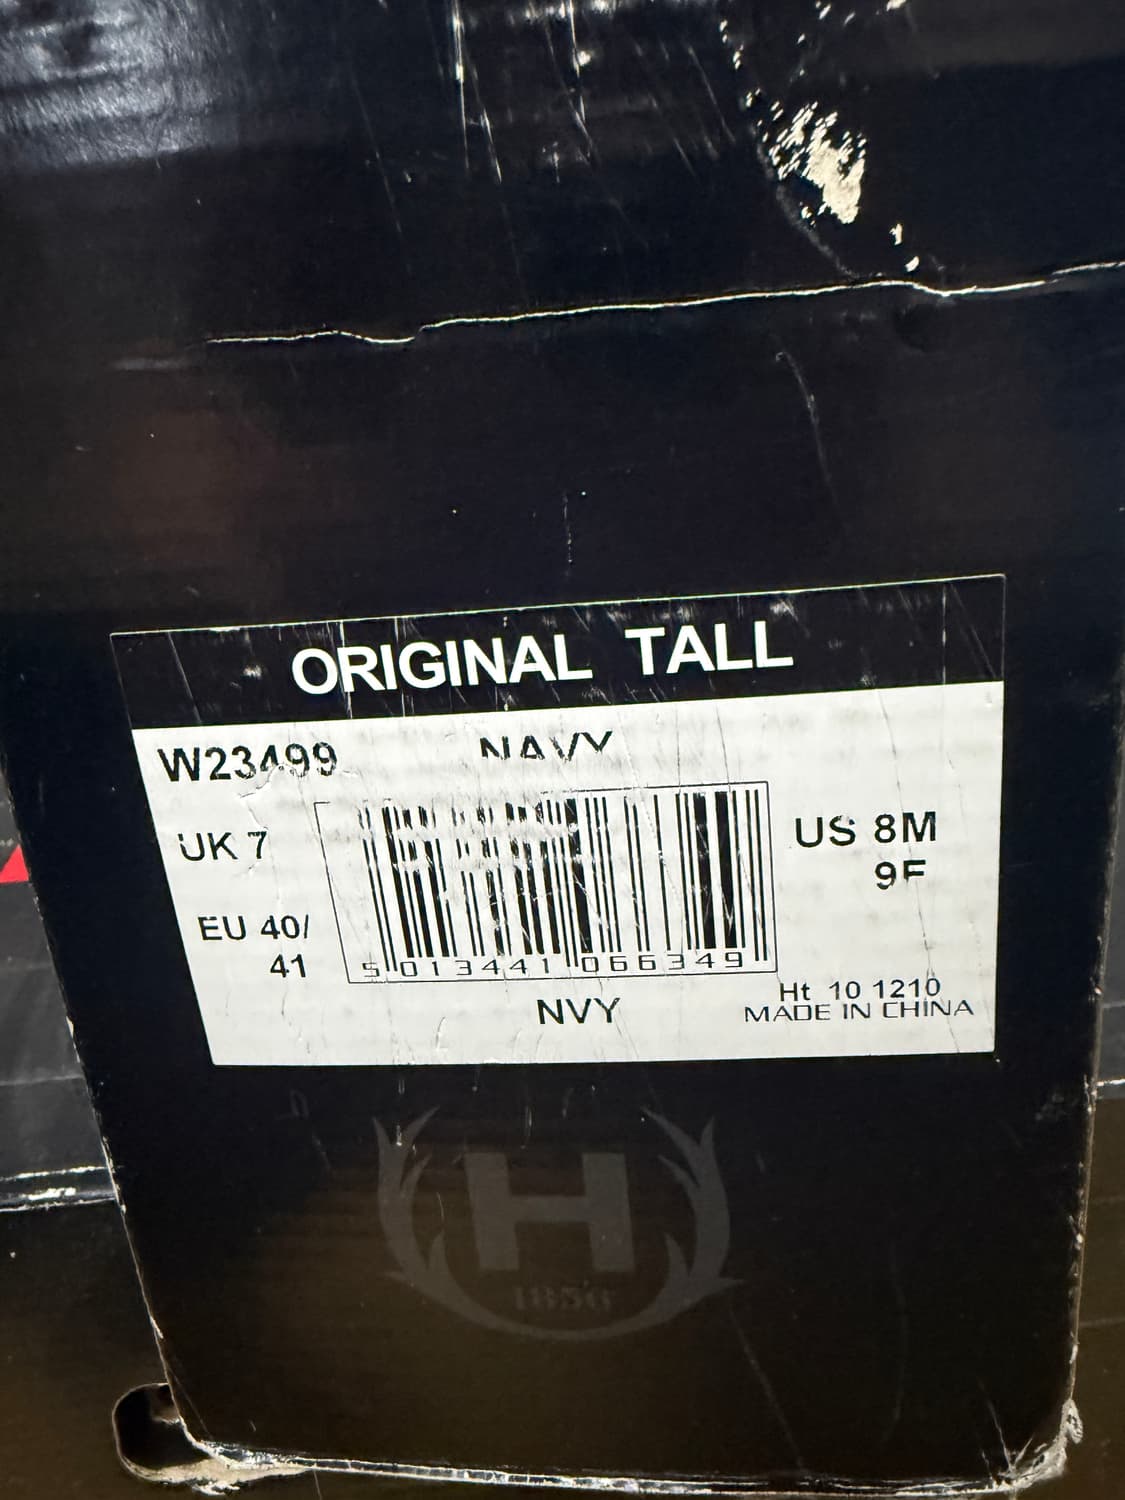 ORIGINAL TALL
W23499 NAVY
UK 7
US 8M
9F
EU 40/
41
5 013441 066349
NVY
Ht 10 1210
MADE IN CHINA
H
1856